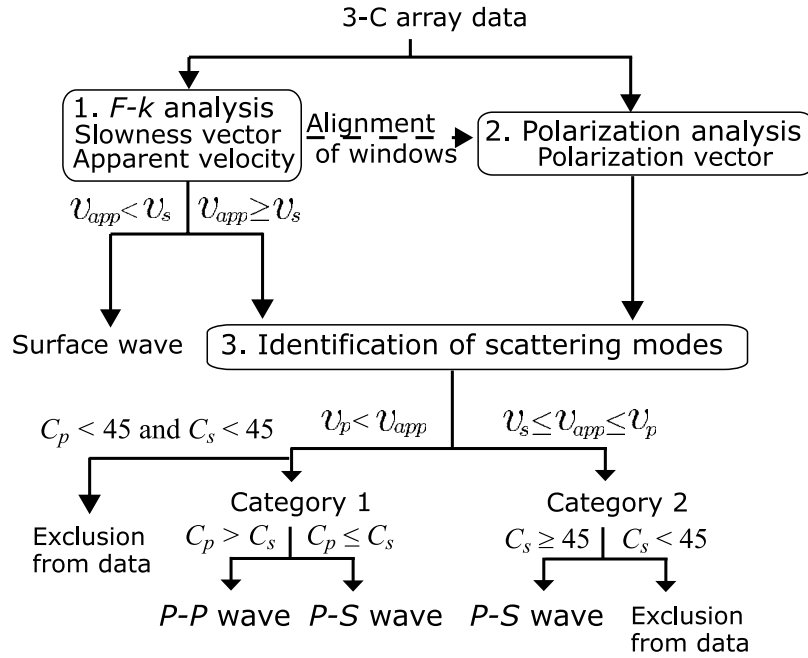 3-C array data
1. F-k analysis
Slowness vector
Apparent velocity
Alignment
of windows
2. Polarization analysis
Polarization vector
v_app < v_s
v_app ≥ v_s
Surface wave
3. Identification of scattering modes
C_p < 45 and C_s < 45
v_p < v_app
v_s ≤ v_app ≤ v_p
Exclusion
from data
Category 1
Category 2
C_p > C_s
C_p ≤ C_s
C_s ≥ 45
C_s < 45
P-P wave
P-S wave
P-S wave
Exclusion
from data